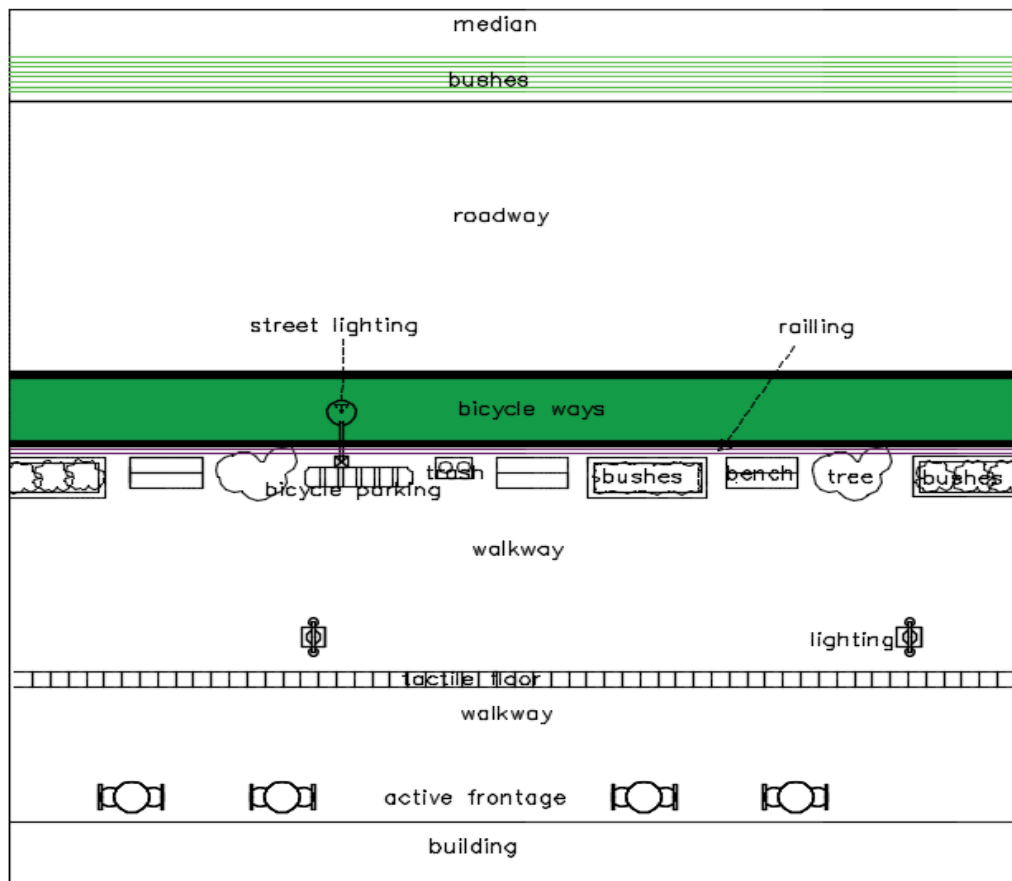 median
bushes
roadway
street lighting
railling
bicycle ways
trash
bicycle parking
bushes
bench
tree
bushes
walkway
lighting
tactile floor
walkway
active frontage
building